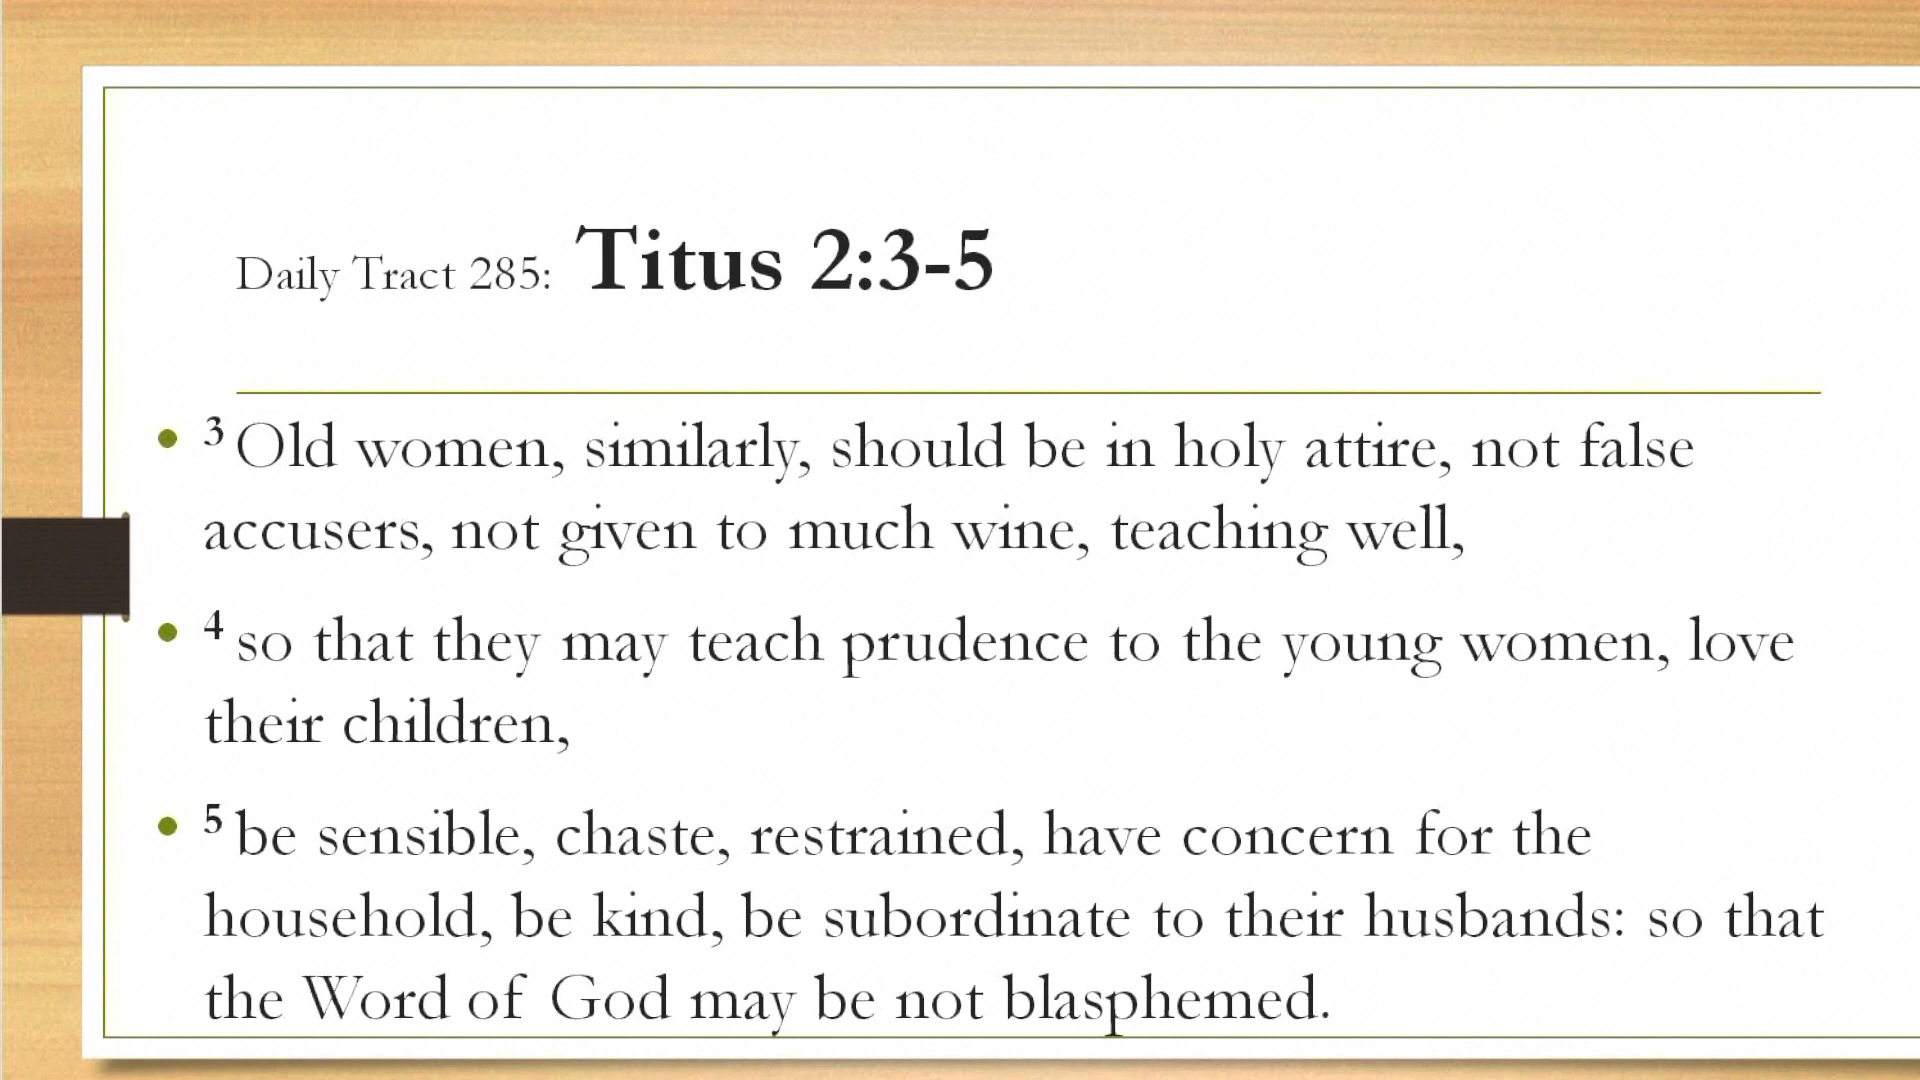 Daily Tract 285: Titus 2:3-5
• 3 Old women, similarly, should be in holy attire, not false
accusers, not given to much wine, teaching well,
• 4 so that they may teach prudence to the young women, love
their children,
• 5 be sensible, chaste, restrained, have concern for the
household, be kind, be subordinate to their husbands: so that
the Word of God may be not blasphemed.